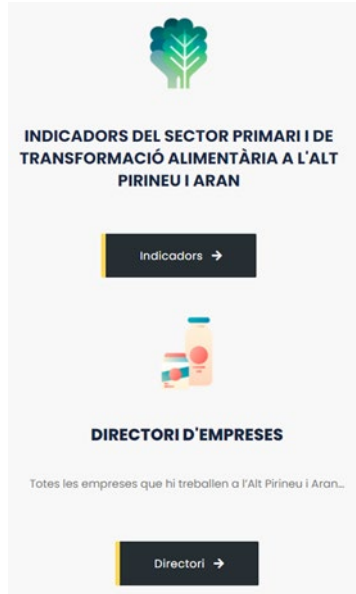 INDICADORS DEL SECTOR PRIMARI I DE
TRANSFORMACIÓ ALIMENTÀRIA A L'ALT
PIRINEU I ARAN
Indicadors →
DIRECTORI D'EMPRESES
Totes les empreses que hi treballen a l'Alt Pirineu i Aran...
Directori →